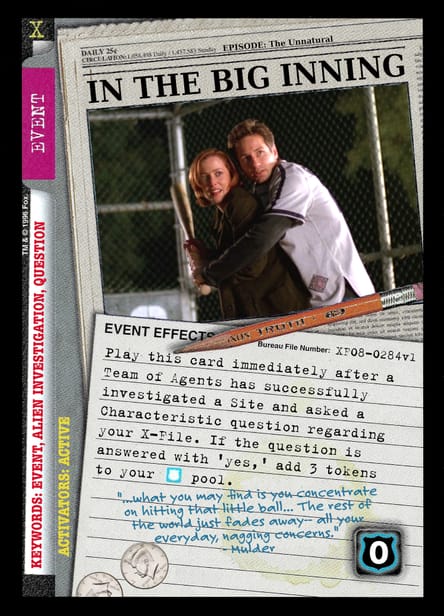 X
EVENT
TM & © 1996 Fox.
KEYWORDS: EVENT, ALIEN INVESTIGATION, QUESTION
ACTIVATORS: ACTIVE
DAILY 25¢
EPISODE: The Unnatural
CIRCULATION: Daily / Sunday
IN THE BIG INNING
EVENT EFFECTS
Bureau File Number: XF08-0284v1
Play this card immediately after a
Team of Agents has successfully
investigated a Site and asked a
Characteristic question regarding
your X-File. If the question is
answered with 'yes,' add 3 tokens
to your pool.
"...what you may find is you concentrate
on hitting that little ball... The rest of
the world just fades away-- all your
everyday, nagging concerns."
- Mulder
0